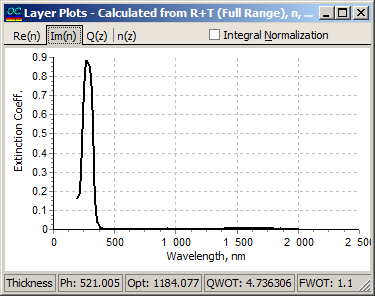 OC Layer Plots - Calculated from R+T (Full Range), n, ...
Re(n) Im(n) Q(z) n(z) Integral Normalization
0.9
0.8
0.7
0.6
0.5
0.4
0.3
0.2
0.1
0
Extinction Coeff.
0 500 1 000 1 500 2 000 2 500
Wavelength, nm
Thickness Ph: 521.005 Opt: 1184.077 QWOT: 4.736306 FWOT: 1.1